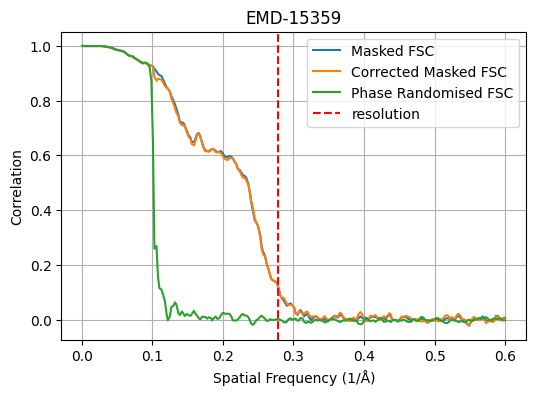 EMD-15359
Masked FSC
Corrected Masked FSC
Phase Randomised FSC
resolution
Correlation
1.0
0.8
0.6
0.4
0.2
0.0
0.0 0.1 0.2 0.3 0.4 0.5 0.6
Spatial Frequency (1/Å)